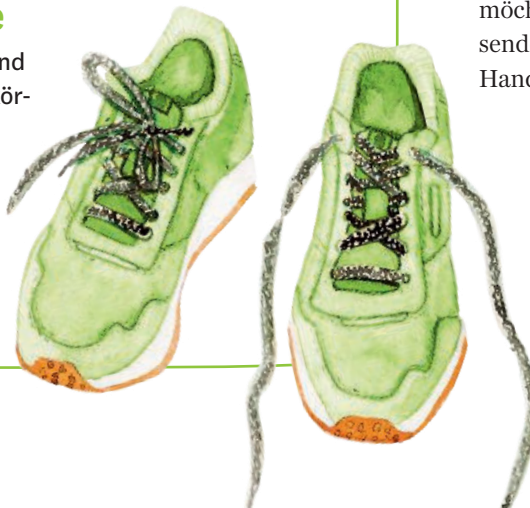 e
nd
ör-
möch
send
Hand